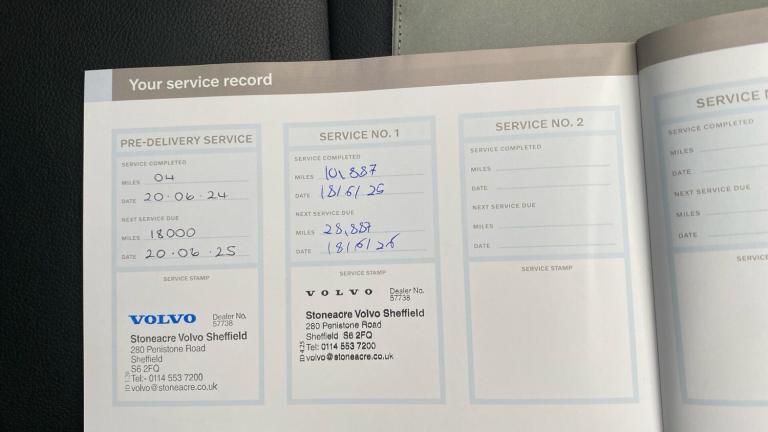 Your service record
PRE-DELIVERY SERVICE
SERVICE COMPLETED
MILES 04
DATE 20.06.24
NEXT SERVICE DUE
MILES 18000
DATE 20.06.25
SERVICE STAMP
VOLVO Dealer No.
57738
Stoneacre Volvo Sheffield
280 Penistone Road
Sheffield
S6 2FQ
Tel:- 0114 553 7200
volvo@stoneacre.co.uk
SERVICE NO. 1
SERVICE COMPLETED
MILES 10,887
DATE 18/6/25
NEXT SERVICE DUE
MILES 28,887
DATE 18/6/26
SERVICE STAMP
VOLVO Dealer No.
57738
Stoneacre Volvo Sheffield
280 Penistone Road
Sheffield S6 2FQ
Tel: 0114 553 7200
volvo@stoneacre.co.uk
SERVICE NO. 2
SERVICE COMPLETED
MILES
DATE
NEXT SERVICE DUE
MILES
DATE
SERVICE STAMP
SERVICE
SERVICE COMPLETED
MILES
DATE
NEXT SERVICE DUE
MILES
DATE
SERVICE